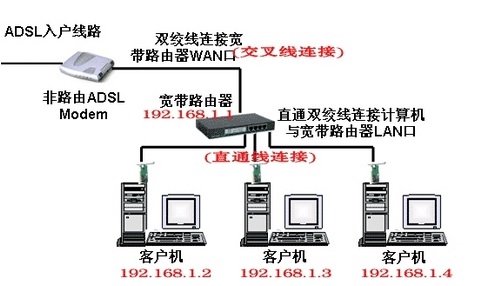 ADSL入户线路
双绞线连接宽
带路由器WAN口
(交叉线连接)
非路由ADSL
Modem
宽带路由器
192.168.1.1
直通双绞线连接计算机
与宽带路由器LAN口
(直通线连接)
客户机
客户机
客户机
192.168.1.2
192.168.1.3
192.168.1.4